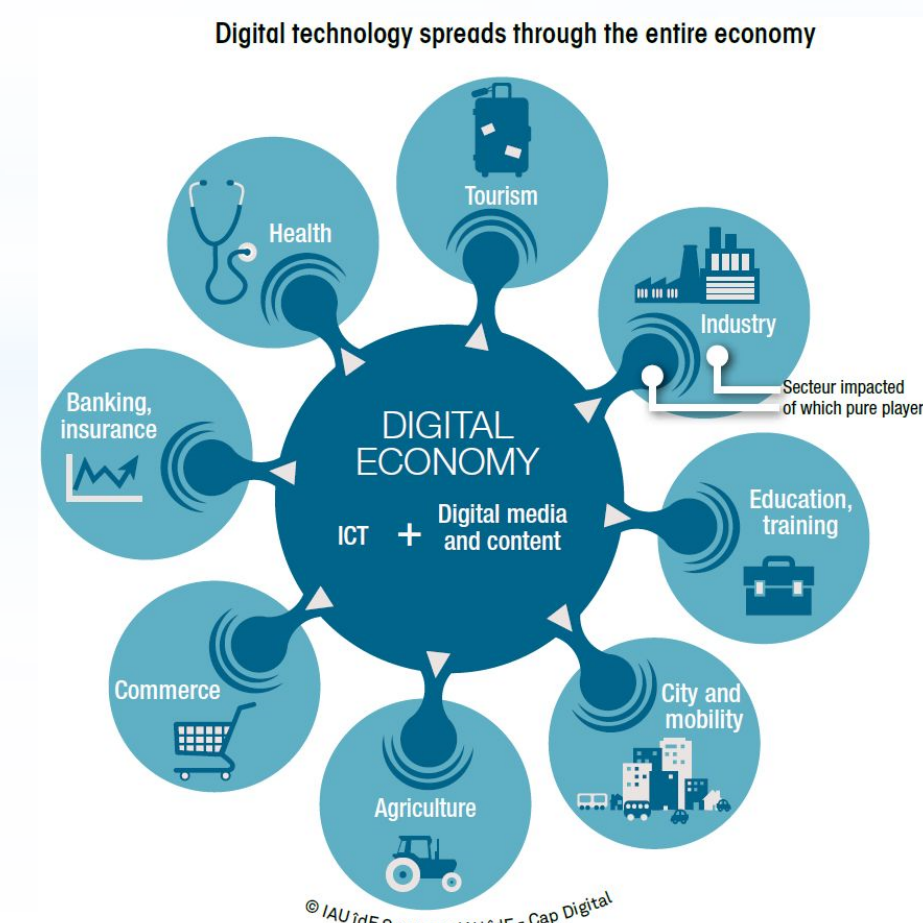 Digital technology spreads through the entire economy
Tourism
Health
Industry
Secteur impacted
of which pure player
Banking,
insurance
DIGITAL
ECONOMY
ICT + Digital media
and content
Education,
training
Commerce
City and
mobility
Agriculture
© IAU îdF Cap Digital